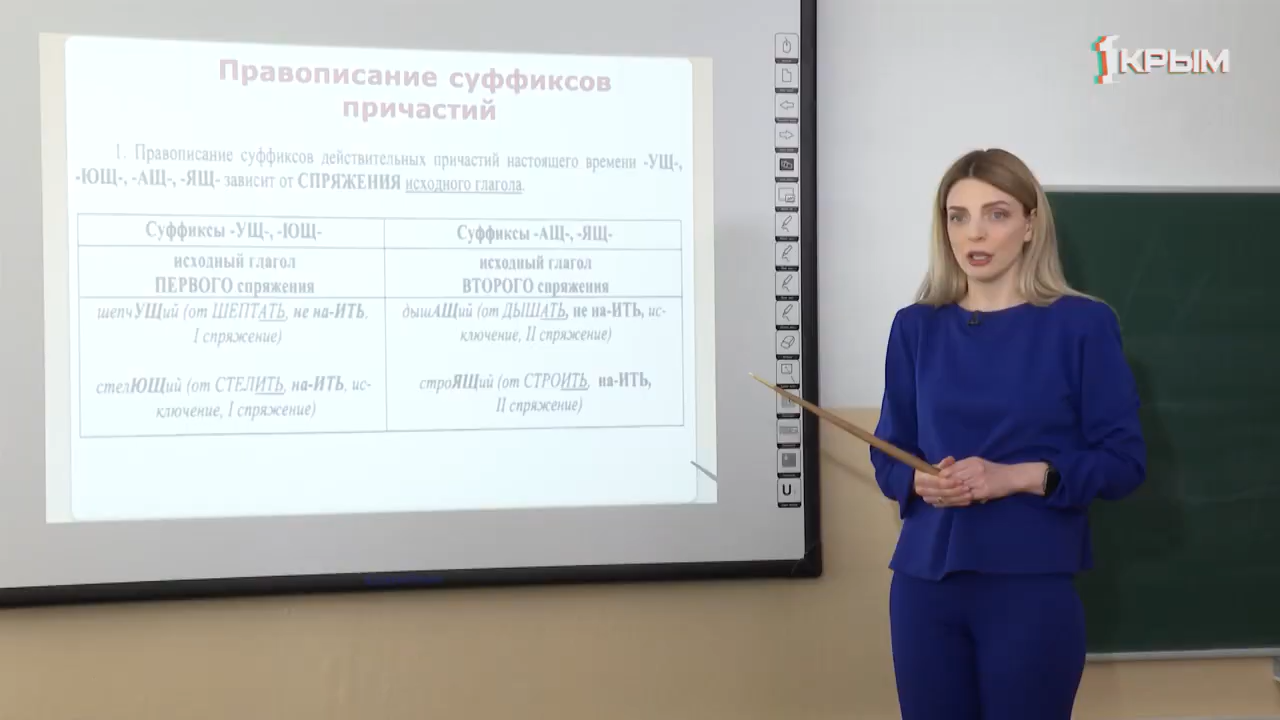 Правописание суффиксов
причастий
1. Правописание суффиксов действительных причастий настоящего времени -УЩ-,
-ЮЩ-, -АЩ-, -ЯЩ- зависит от СПРЯЖЕНИЯ исходного глагола.
Суффиксы -УЩ-, -ЮЩ-
исходный глагол
ПЕРВОГО спряжения
шепчУЩий (от ШЕПТАТЬ, не на-ИТЬ,
I спряжение)
стелЮЩий (от СТЕЛИТЬ, на-ИТЬ, ис-
ключение, I спряжение)
Суффиксы -АЩ-, -ЯЩ-
исходный глагол
ВТОРОГО спряжения
дышАЩий (от ДЫШАТЬ, не на-ИТЬ, ис-
ключение, II спряжение)
строЯЩий (от СТРОИТЬ, на-ИТЬ,
II спряжение)
U
1 КРЫМ